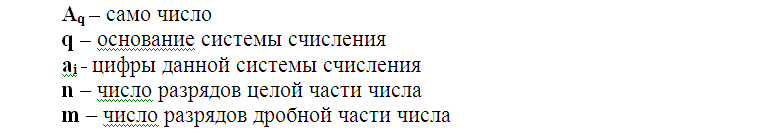 Aq – само число
q – основание системы счисления
ai - цифры данной системы счисления
n – число разрядов целой части числа
m – число разрядов дробной части числа